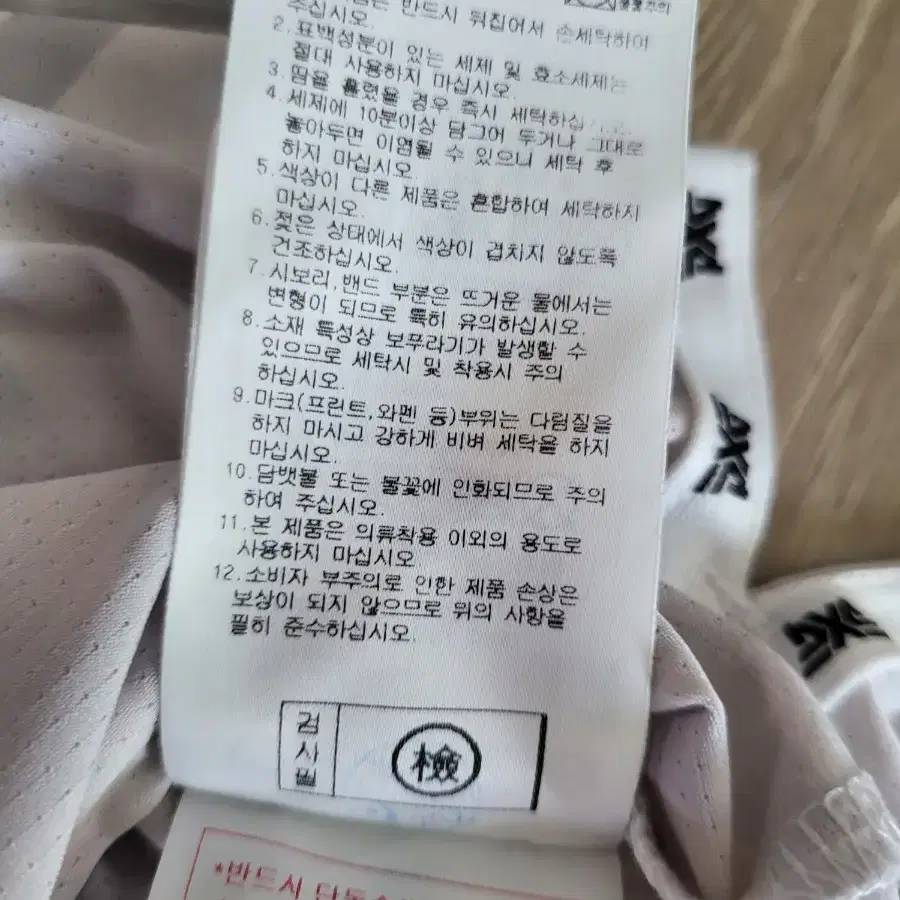 불꽃주의
반드시 뒤집어서 손세탁하여
주십시오.
2. 표백성분이 있는 세제 및 효소세제는
절대 사용하지 마십시오.
3. 땀을 흘렸을 경우 즉시 세탁하십
4. 세제에 10분이상 담그어 두거나 그대로
놓아두면 이염될 수 있으니 세탁 후
하지 마십시오.
5. 색상이 다른 제품은 혼합하여 세탁하지
마십시오.
6. 젖은 상태에서 색상이 겹치지 않도록
건조하십시오.
7. 시보리,밴드 부분은 뜨거운 물에서는
변형이 되므로 특히 유의하십시오.
8. 소재 특성상 보푸라기가 발생할 수
있으므로 세탁시 및 착용시 주의
하십시오.
9. 마크(프린트,와펜 등)부위는 다림질을
하지 마시고 강하게 비벼 세탁을 하지
마십시오.
10. 담뱃불 또는 불꽃에 인화되므로 주의
하여 주십시오.
11. 본 제품은 의류착용 이외의 용도로
사용하지 마십시오
12. 소비자 부주의로 인한 제품 손상은
보상이 되지 않으므로 위의 사항을
필히 준수하십시오.
검사필
檢
*반드시 단독